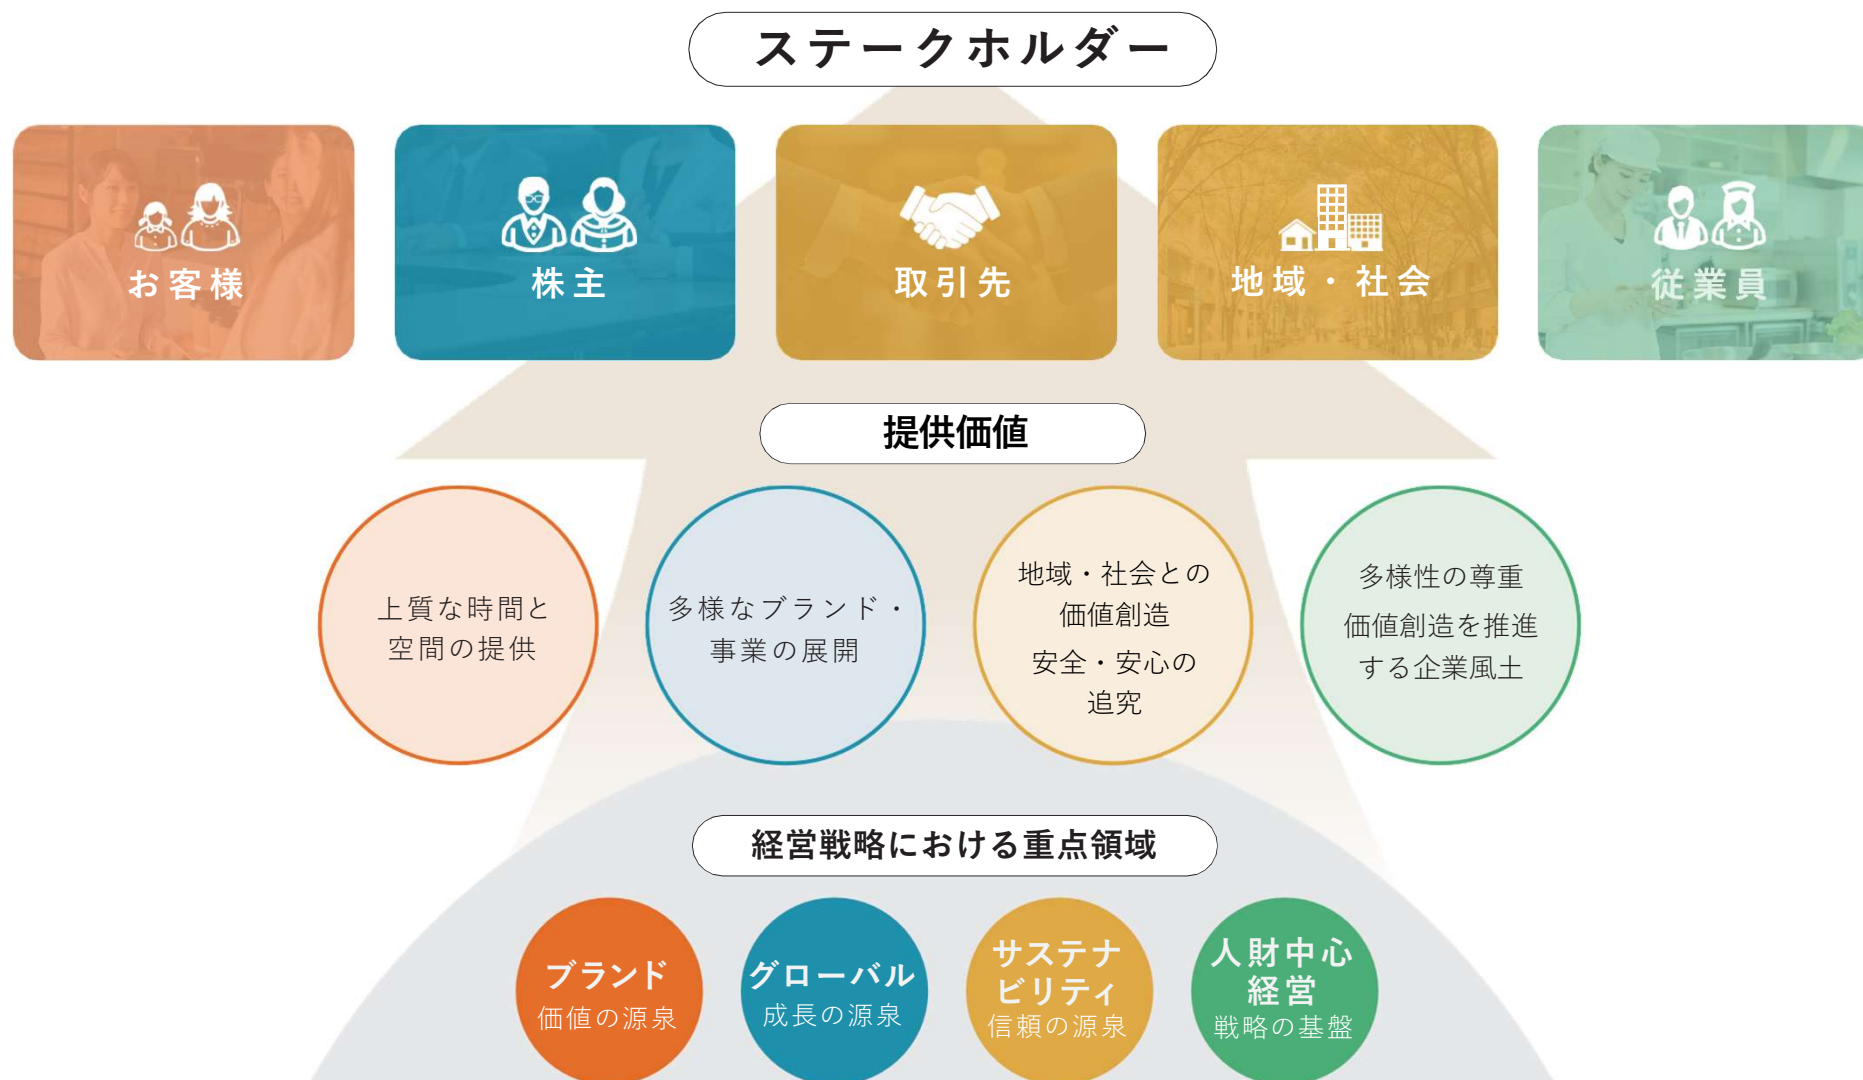 ステークホルダー
お客様
株主
取引先
地域・社会
従業員
提供価値
上質な時間と
空間の提供
多様なブランド・
事業の展開
地域・社会との
価値創造
安全・安心の
追究
多様性の尊重
価値創造を推進
する企業風土
経営戦略における重点領域
ブランド
価値の源泉
グローバル
成長の源泉
サステナ
ビリティ
信頼の源泉
人財中心
経営
戦略の基盤